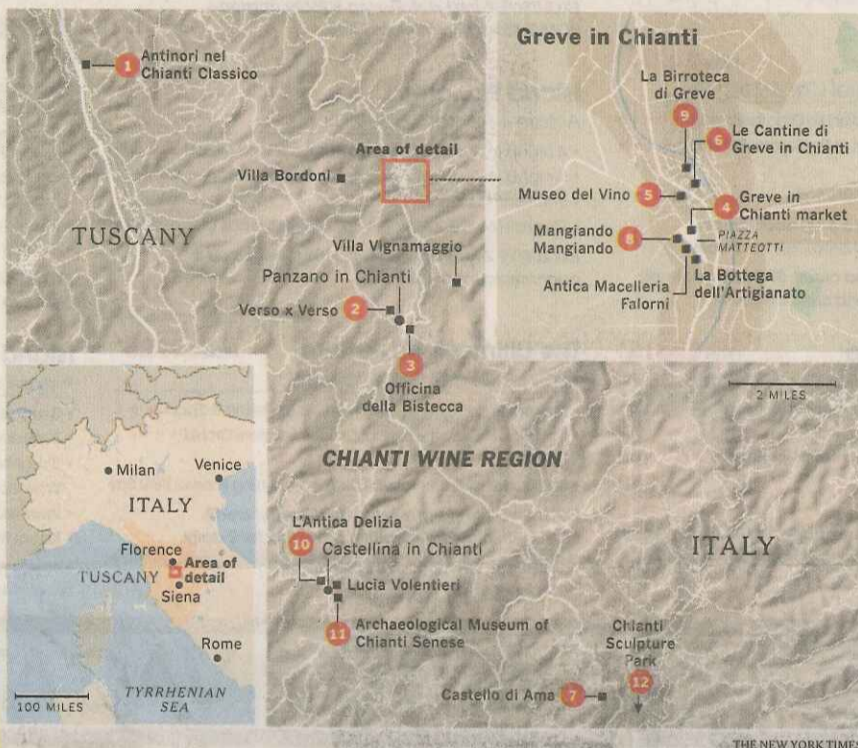 1
Antinori nel
Chianti Classico
Area of detail
Villa Bordoni
TUSCANY
Villa Vignamaggio
Panzano in Chianti
Verso x Verso
2
3
Officina
della Bistecca
Greve in Chianti
La Birroteca
di Greve
9
6
Le Cantine di
Greve in Chianti
Museo del Vino
5
4
Greve in
Chianti market
Mangiando
Mangiando
8
PIAZZA
MATTEOTTI
Antica Macelleria
Falorni
La Bottega
dell'Artigianato
2 MILES
CHIANTI WINE REGION
ITALY
L'Antica Delizia
10
Castellina in Chianti
Lucia Volentieri
11
Archaeological Museum of
Chianti Senese
Chianti
Sculpture
Park
12
Castello di Ama
7
Milan
Venice
ITALY
Florence
TUSCANY
Area of
detail
Siena
Rome
TYRRHENIAN
SEA
100 MILES
THE NEW YORK TIMES